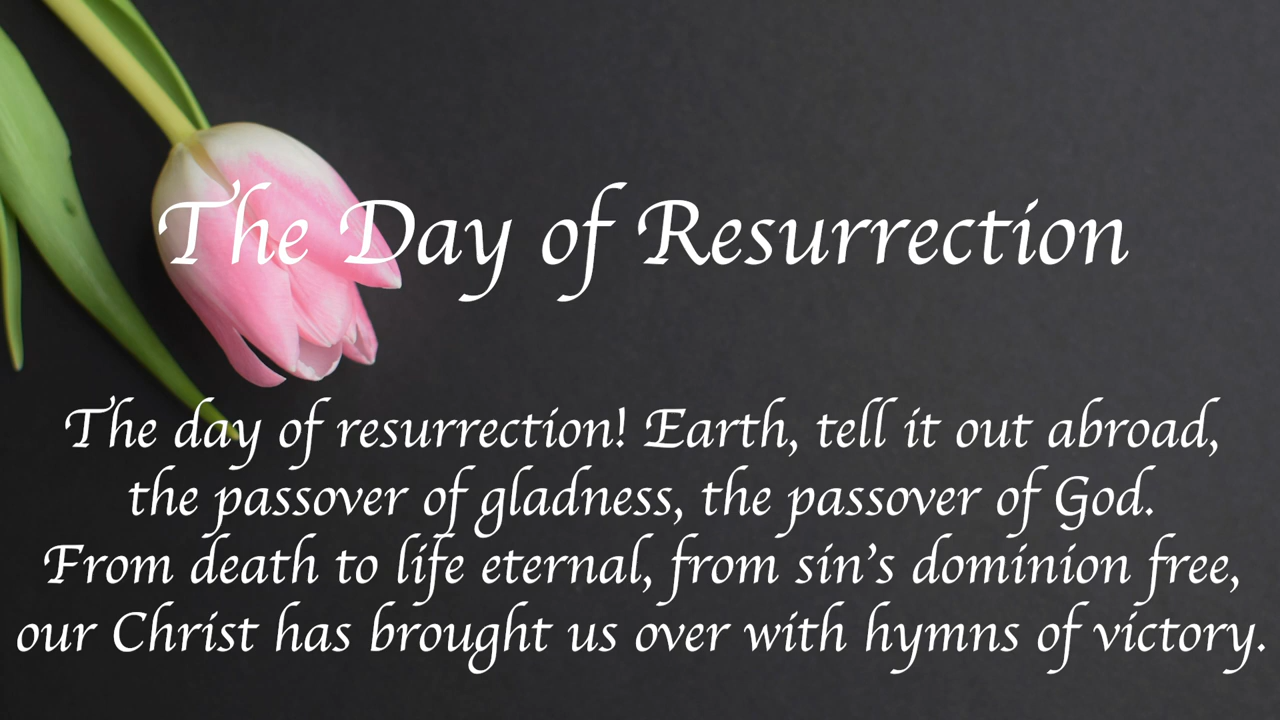 The Day of Resurrection
The day of resurrection! Earth, tell it out abroad,
the passover of gladness, the passover of God.
From death to life eternal, from sin's dominion free,
our Christ has brought us over with hymns of victory.